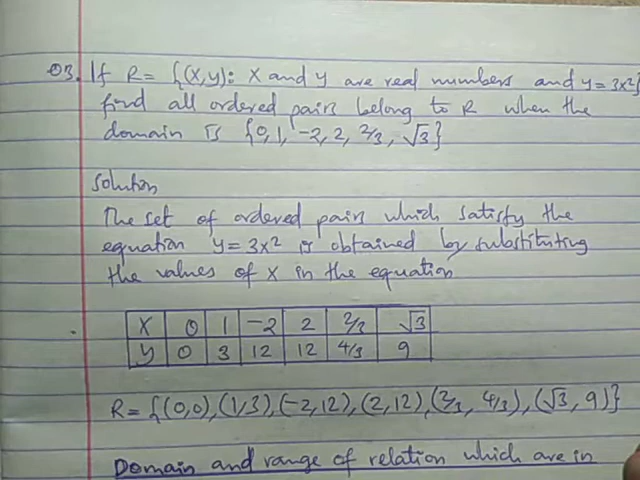 Q3. If R = {(x,y): x and y are real numbers and y = 3x²}
find all ordered pairs belong to R when the
domain is {0, 1, -2, 2, 2/3, √3}
Solution
The set of ordered pairs which satisfy the
equation y = 3x² is obtained by substituting
the values of x in the equation
x 0 1 -2 2 2/3 √3
y 0 3 12 12 4/3 9
R = {(0,0), (1,3), (-2,12), (2,12), (2/3, 4/3), (√3, 9)}
Domain and range of relation which are in